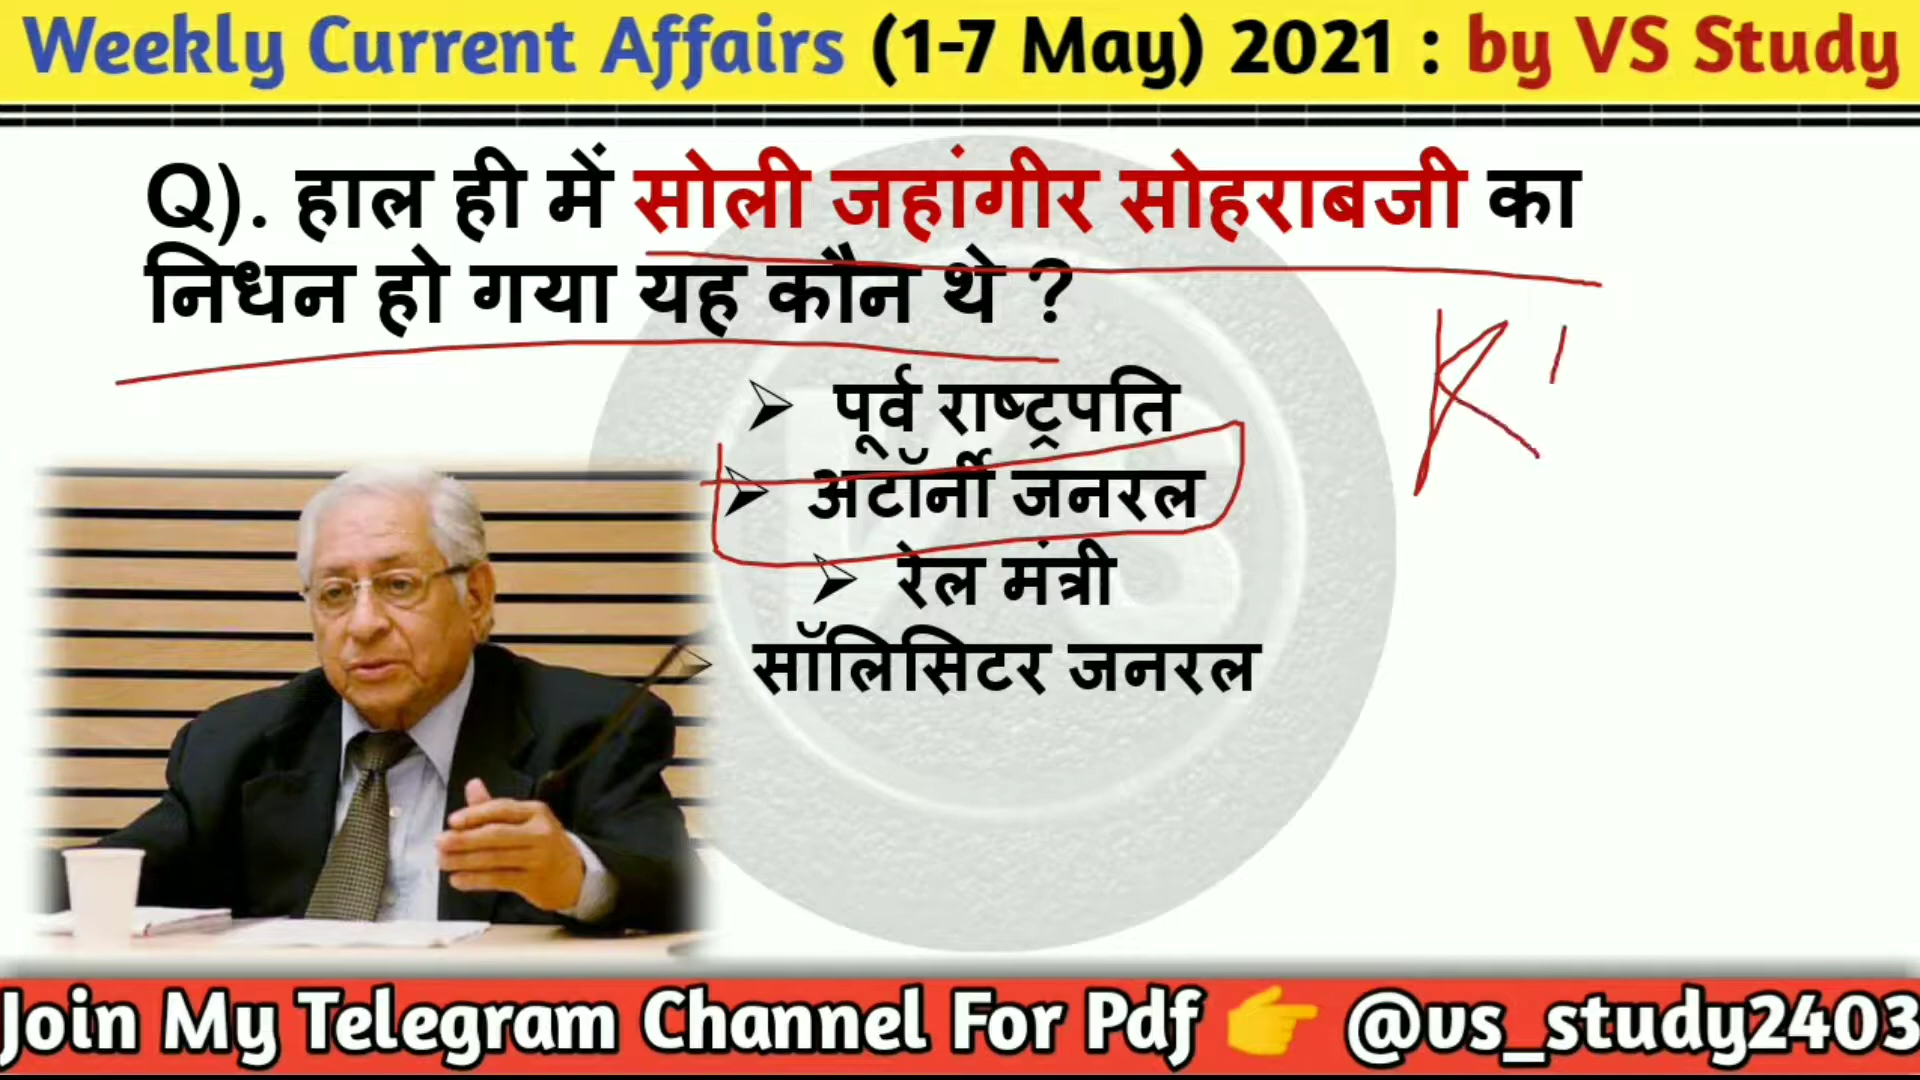 Weekly Current Affairs (1-7 May) 2021 : by VS Study
Q). हाल ही में सोली जहांगीर सोहराबजी का
निधन हो गया यह कौन थे ?
➢ पूर्व राष्ट्रपति
➢ अटॉर्नी जनरल
➢ रेल मंत्री
➢ सॉलिसिटर जनरल
K'
Join My Telegram Channel For Pdf 👉 @vs_study2403